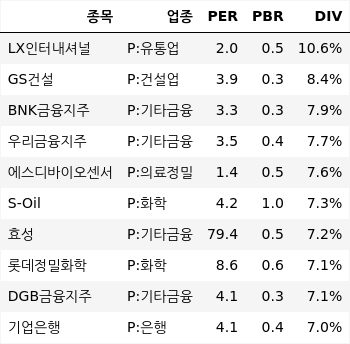 종목 업종 PER PBR DIV
LX인터내셔널 P:유통업 2.0 0.5 10.6%
GS건설 P:건설업 3.9 0.3 8.4%
BNK금융지주 P:기타금융 3.3 0.3 7.9%
우리금융지주 P:기타금융 3.5 0.4 7.7%
에스디바이오센서 P:의료정밀 1.4 0.5 7.6%
S-Oil P:화학 4.2 1.0 7.3%
효성 P:기타금융 79.4 0.5 7.2%
롯데정밀화학 P:화학 8.6 0.6 7.1%
DGB금융지주 P:기타금융 4.1 0.3 7.1%
기업은행 P:은행 4.1 0.4 7.0%